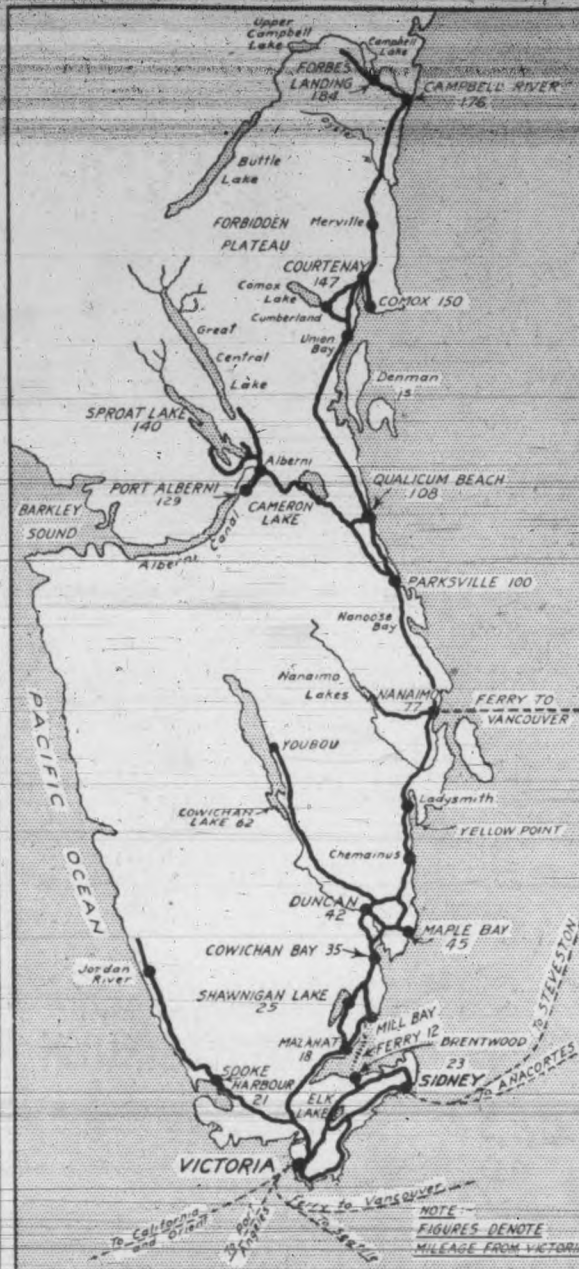 Upper
Campbell
Lake
Campbell
Lake
FORBES
LANDING
184
CAMPBELL RIVER
176
Oyster
Buttle
Lake
FORBIDDEN
PLATEAU
Merville
COURTENAY
147
Comox
Lake
COMOX 150
Cumberland
Union
Bay
Great
Central
Lake
Denman
Is
SPROAT LAKE
140
Alberni
PORT ALBERNI
129
QUALICUM BEACH
108
BARKLEY
SOUND
CAMERON
LAKE
Alberni Canal
PARKSVILLE 100
Nanoose
Bay
Nanaimo
Lakes
NANAIMO
77
FERRY TO
VANCOUVER
PACIFIC
OCEAN
YOUBOU
COWICHAN
LAKE 62
Ladysmith
YELLOW POINT
Chemainus
DUNCAN
42
MAPLE BAY
45
COWICHAN BAY 35
Jordan
River
SHAWNIGAN LAKE
25
TO STEVESTON
MILL BAY
FERRY 12
MALAHAT
18
BRENTWOOD
23
SIDNEY
TO ANACORTES
SOOKE
HARBOUR
21
ELK
LAKE
VICTORIA
Ferry to Vancouver
To California
and Orient
To Port
Angeles
To Seattle
NOTE:-
FIGURES DENOTE
MILEAGE FROM VICTORIA